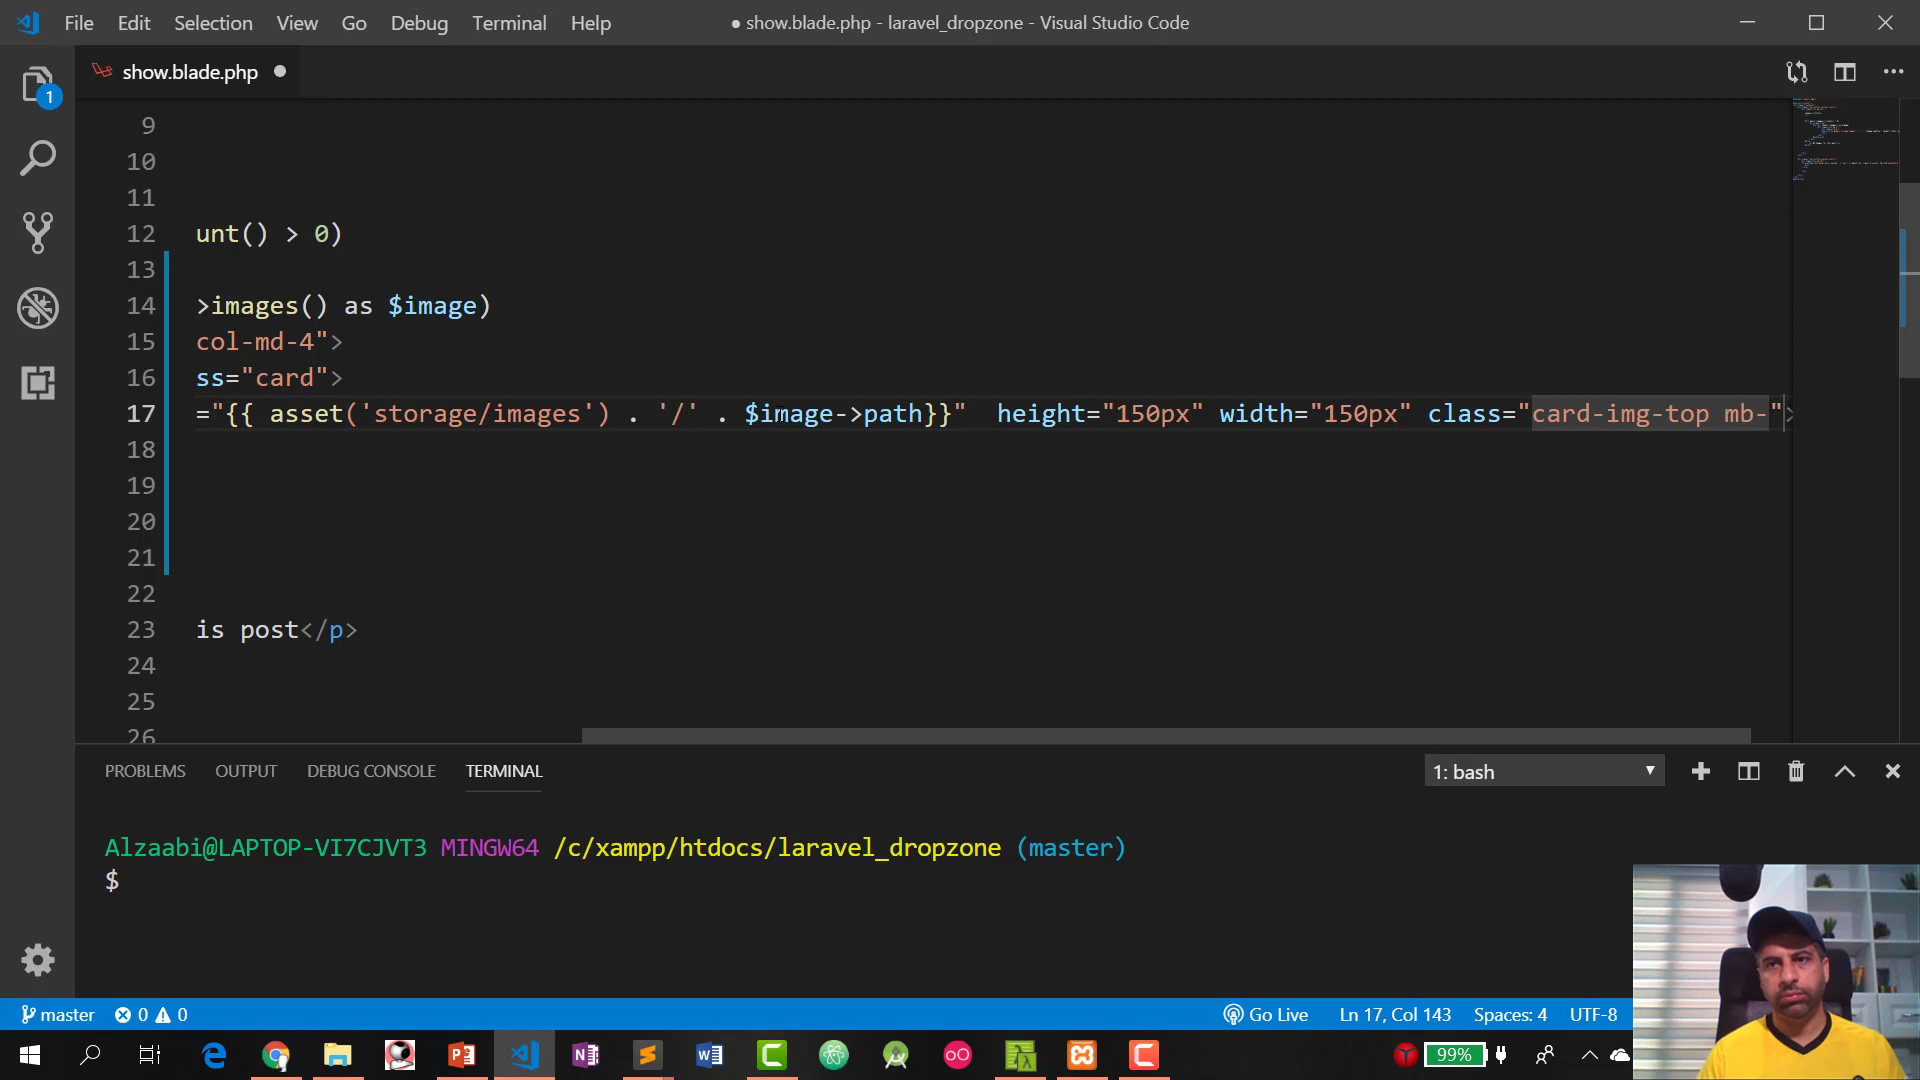 File Edit Selection View Go Debug Terminal Help ● show.blade.php - laravel_dropzone - Visual Studio Code
show.blade.php
1
9
10
11
12 unt() > 0)
13
14 >images() as $image)
15 col-md-4">
16 ss="card">
17 ="{{ asset('storage/images') . '/' . $image->path}}" height="150px" width="150px" class="card-img-top mb-">
18
19
20
21
22
23 is post</p>
24
25
26
PROBLEMS OUTPUT DEBUG CONSOLE TERMINAL 1: bash
Alzaabi@LAPTOP-VI7CJVT3 MINGW64 /c/xampp/htdocs/laravel_dropzone (master)
$
master 0 0 Go Live Ln 17, Col 143 Spaces: 4 UTF-8
99%